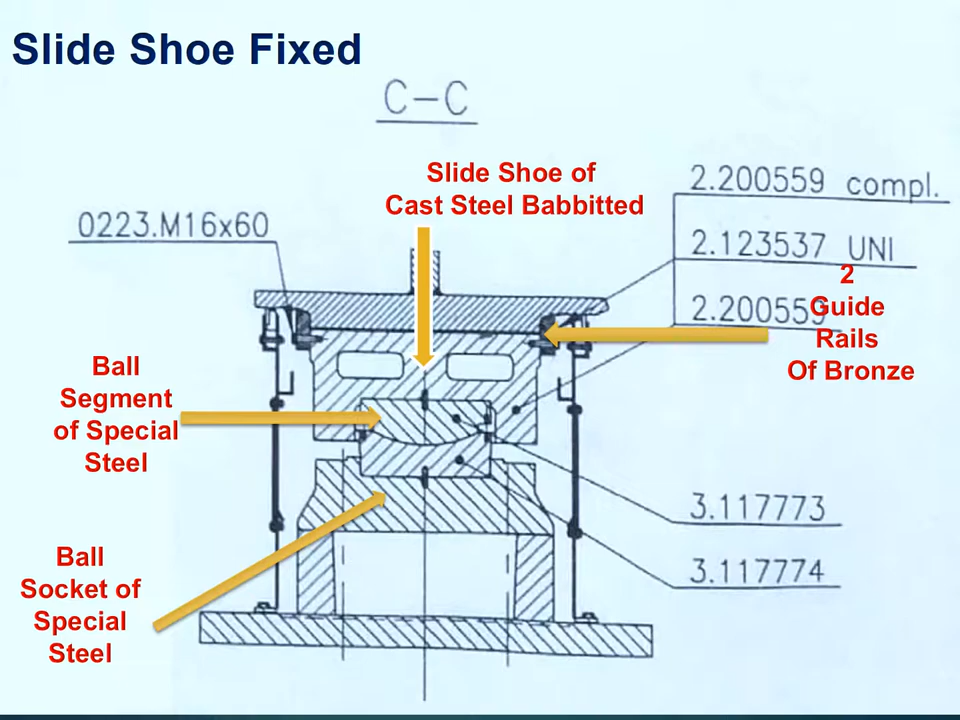 Slide Shoe Fixed
C-C
Slide Shoe of
Cast Steel Babbitted
2.200559 compl.
0223.M16x60
2.123537 UNI
2
Guide
Rails
Of Bronze
2.200559
Ball
Segment
of Special
Steel
3.117773
3.117774
Ball
Socket of
Special
Steel